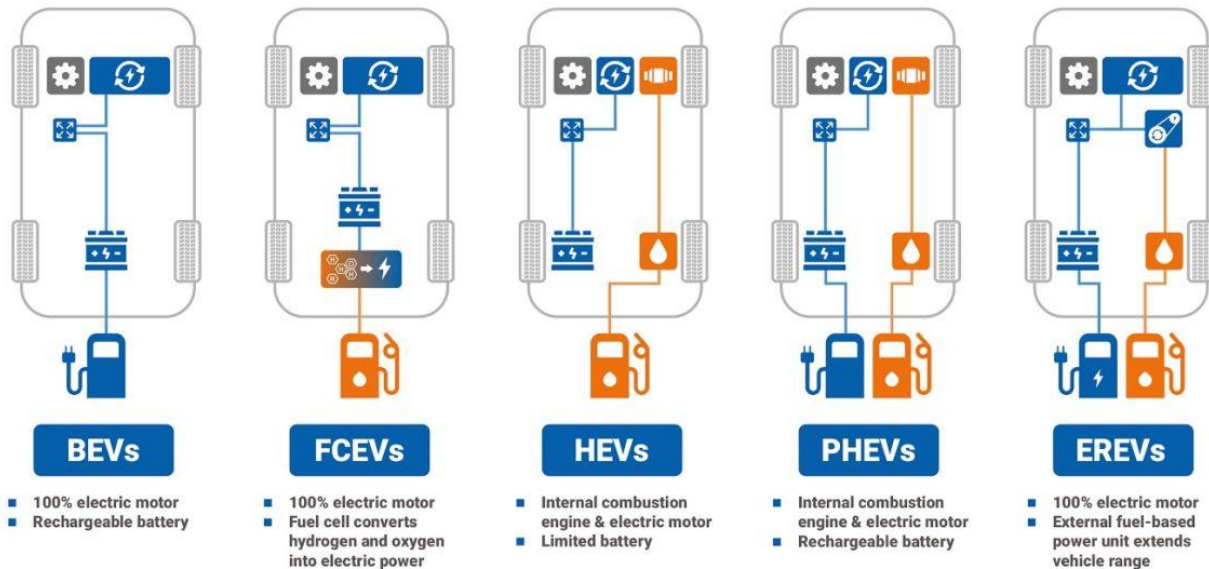 BEVs
100% electric motor
Rechargeable battery
FCEVs
100% electric motor
Fuel cell converts
hydrogen and oxygen
into electric power
HEVs
Internal combustion
engine & electric motor
Limited battery
PHEVs
Internal combustion
engine & electric motor
Rechargeable battery
EREVs
100% electric motor
External fuel-based
power unit extends
vehicle range